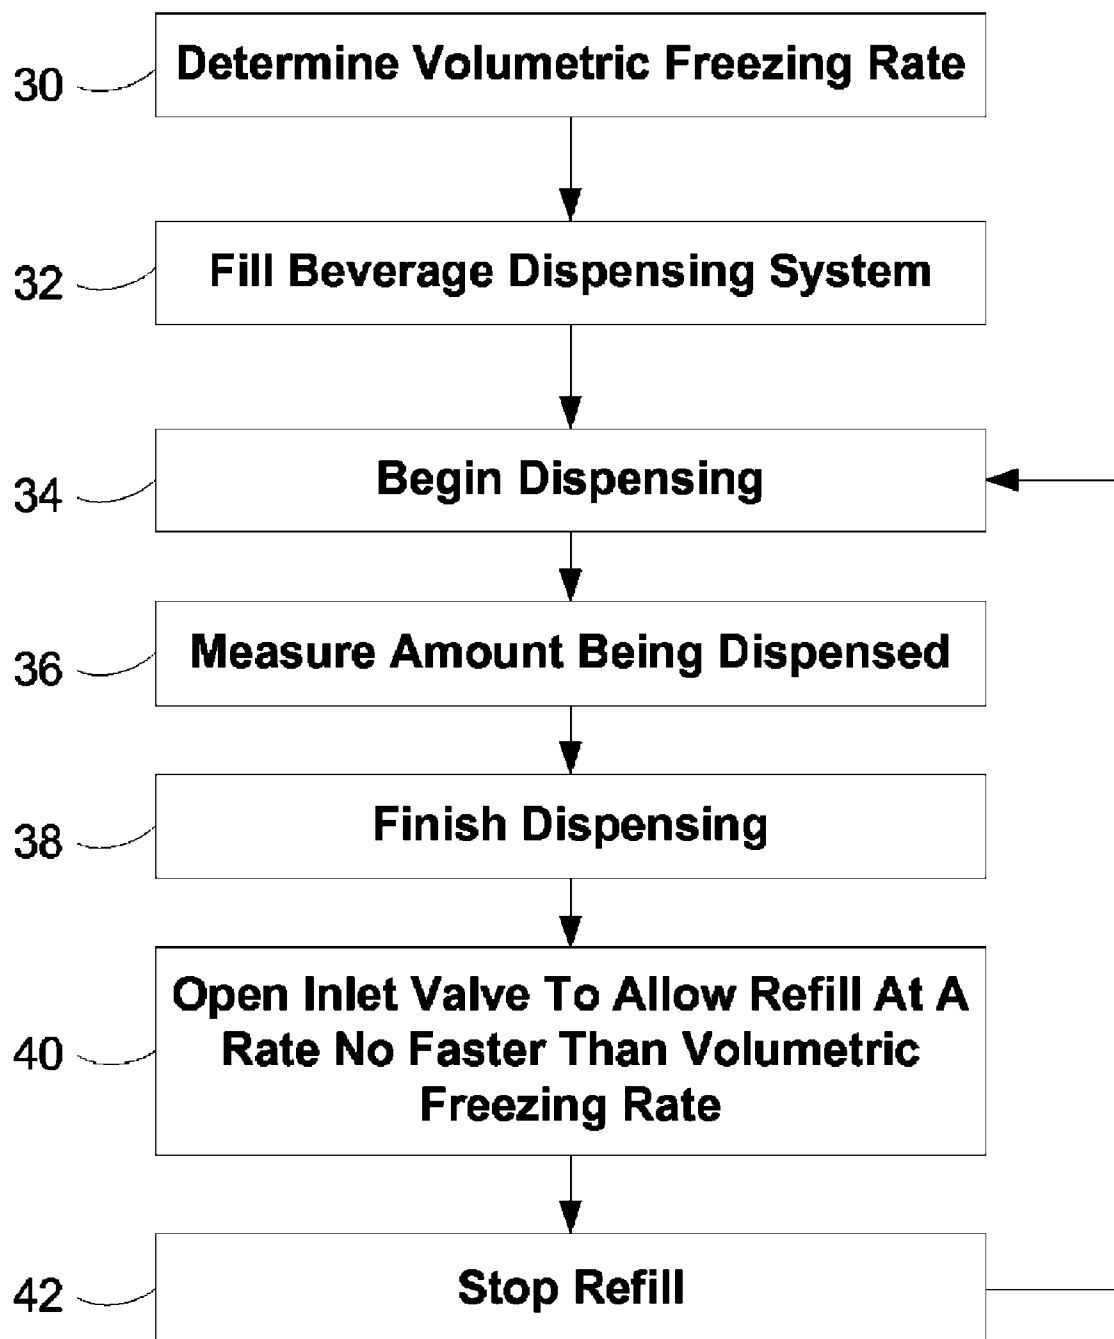 30
Determine Volumetric Freezing Rate
32
Fill Beverage Dispensing System
34
Begin Dispensing
36
Measure Amount Being Dispensed
38
Finish Dispensing
40
Open Inlet Valve To Allow Refill At A
Rate No Faster Than Volumetric
Freezing Rate
42
Stop Refill